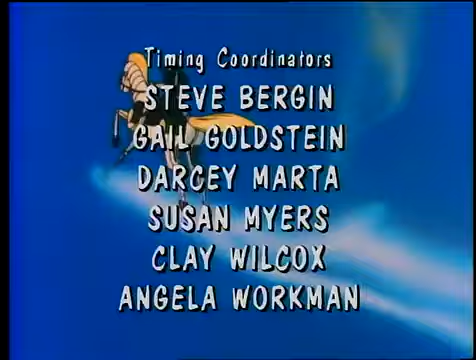 Timing Coordinators
STEVE BERGIN
GAIL GOLDSTEIN
DARCEY MARTA
SUSAN MYERS
CLAY WILCOX
ANGELA WORKMAN